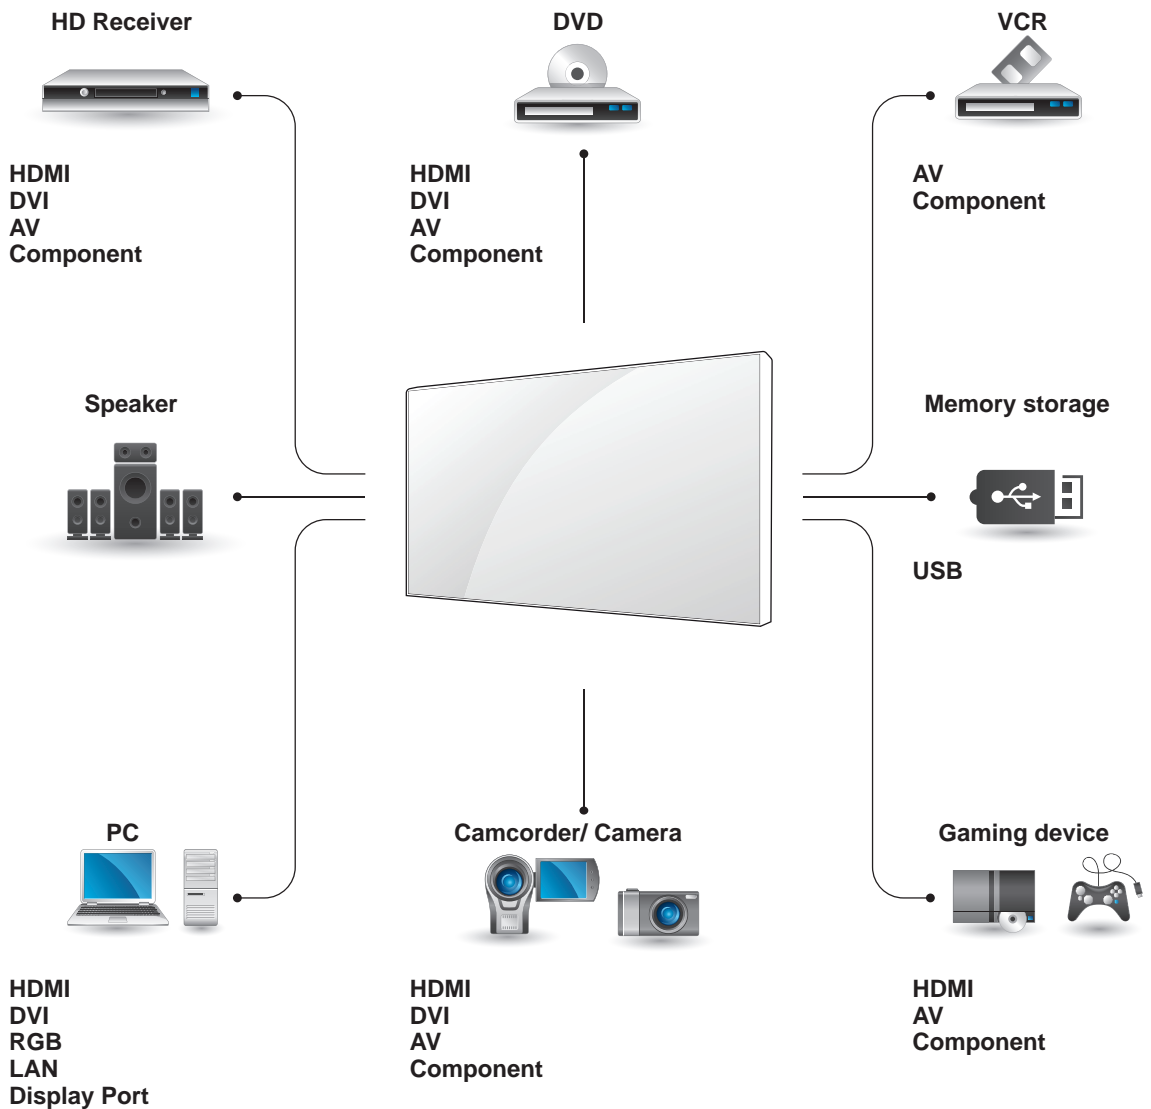 HD Receiver
HDMI
DVI
AV
Component
DVD
HDMI
DVI
AV
Component
VCR
AV
Component
Speaker
Memory storage
USB
PC
HDMI
DVI
RGB
LAN
Display Port
Camcorder/ Camera
HDMI
DVI
AV
Component
Gaming device
HDMI
AV
Component